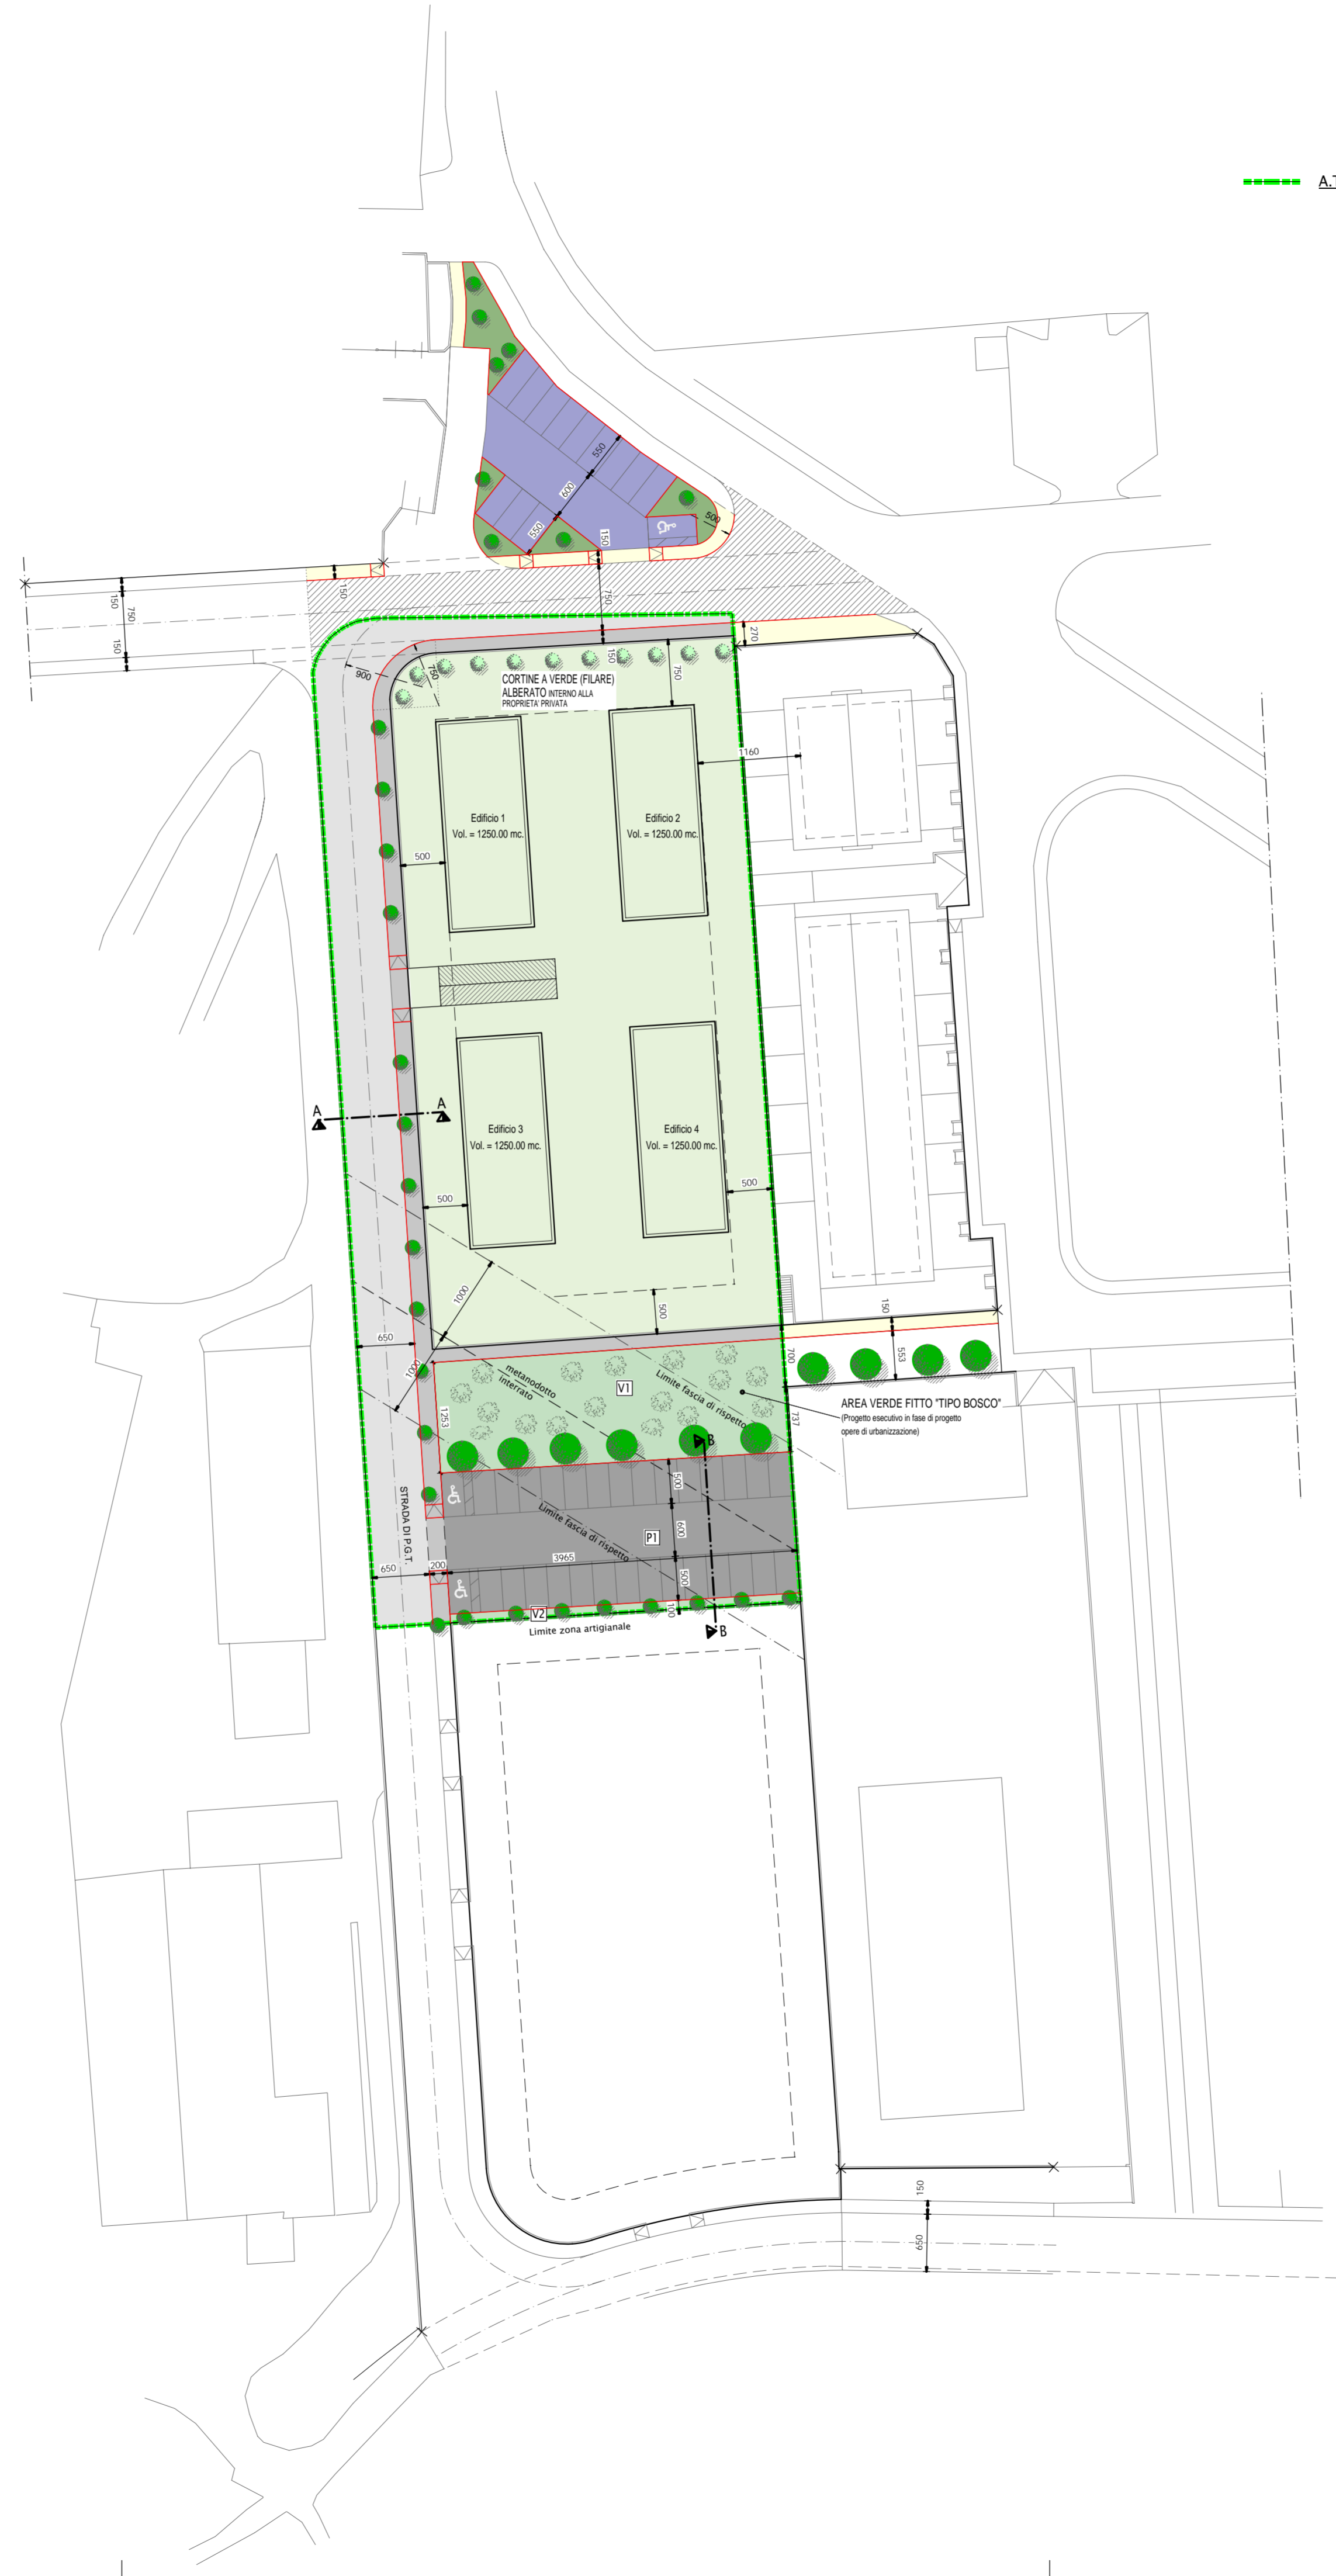 A.T
550
600
550
500
150
150
750
150
150
750
150
270
750
900
150
750
CORTINE A VERDE (FILARE)
ALBERATO INTERNO ALLA
PROPRIETA' PRIVATA
1160
Edificio 1
Vol. = 1250.00 mc.
Edificio 2
Vol. = 1250.00 mc.
500
A
A
Edificio 3
Vol. = 1250.00 mc.
Edificio 4
Vol. = 1250.00 mc.
500
500
1000
500
150
650
1000
700
553
metanodotto
interrato
V1
Limite fascia di rispetto
1253
737
AREA VERDE FITTO "TIPO BOSCO"
(Progetto esecutivo in fase di progetto
opere di urbanizzazione)
B
500
STRADA DI P.G.T.
Limite fascia di rispetto
600
P1
650
200
3965
500
V2
100
Limite zona artigianale
B
150
650